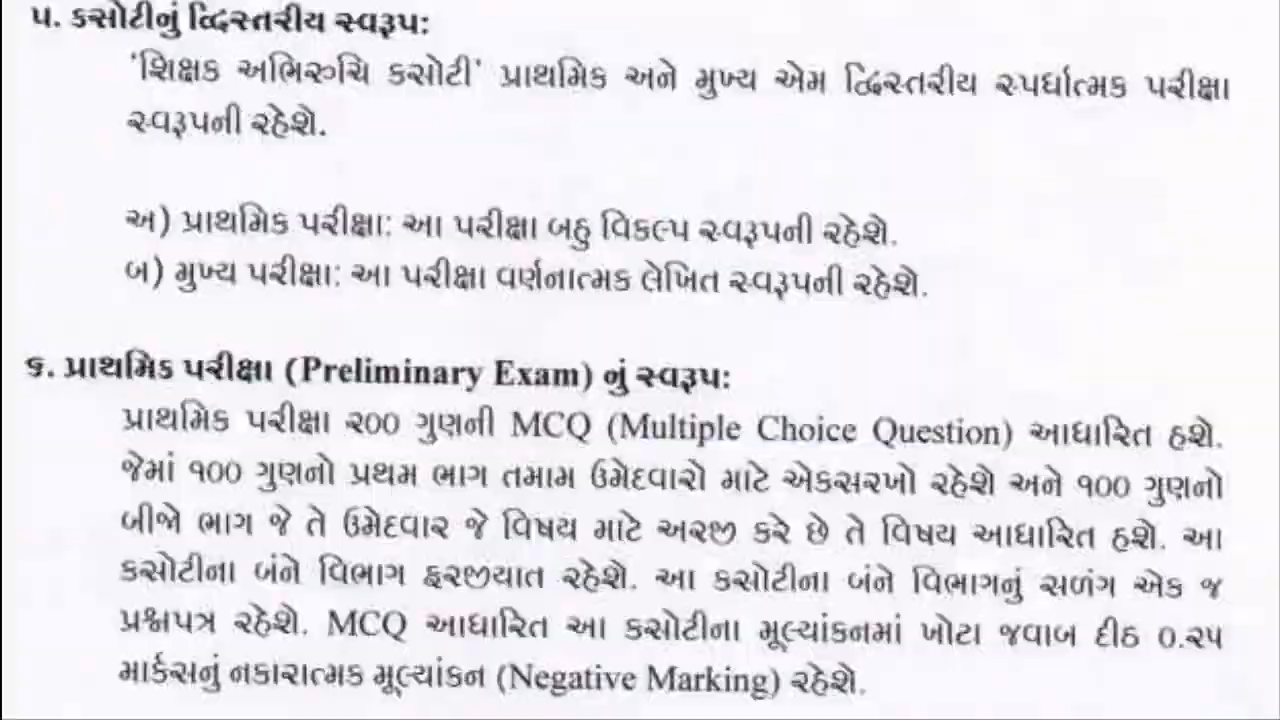 ૫. કસોટીનું દ્વિસ્તરીય સ્વરૂપ:
'શિક્ષક અભિરુચિ કસોટી' પ્રાથમિક અને મુખ્ય એમ દ્વિસ્તરીય સ્પર્ધાત્મક પરીક્ષા
સ્વરૂપની રહેશે.
અ) પ્રાથમિક પરીક્ષા: આ પરીક્ષા બહુ વિકલ્પ સ્વરૂપની રહેશે.
બ) મુખ્ય પરીક્ષા: આ પરીક્ષા વર્ણનાત્મક લેખિત સ્વરૂપની રહેશે.
૬. પ્રાથમિક પરીક્ષા (Preliminary Exam) નું સ્વરૂપ:
પ્રાથમિક પરીક્ષા ૨૦૦ ગુણની MCQ (Multiple Choice Question) આધારિત હશે.
જેમાં ૧૦૦ ગુણનો પ્રથમ ભાગ તમામ ઉમેદવારો માટે એકસરખો રહેશે અને ૧૦૦ ગુણનો
બીજો ભાગ જે તે ઉમેદવાર જે વિષય માટે અરજી કરે છે તે વિષય આધારિત હશે. આ
કસોટીના બંને વિભાગ ફરજીયાત રહેશે. આ કસોટીના બંને વિભાગનું સળંગ એક જ
પ્રશ્નપત્ર રહેશે. MCQ આધારિત આ કસોટીના મૂલ્યાંકનમાં ખોટા જવાબ દીઠ ૦.૨૫
માર્કસનું નકારાત્મક મૂલ્યાંકન (Negative Marking) રહેશે.